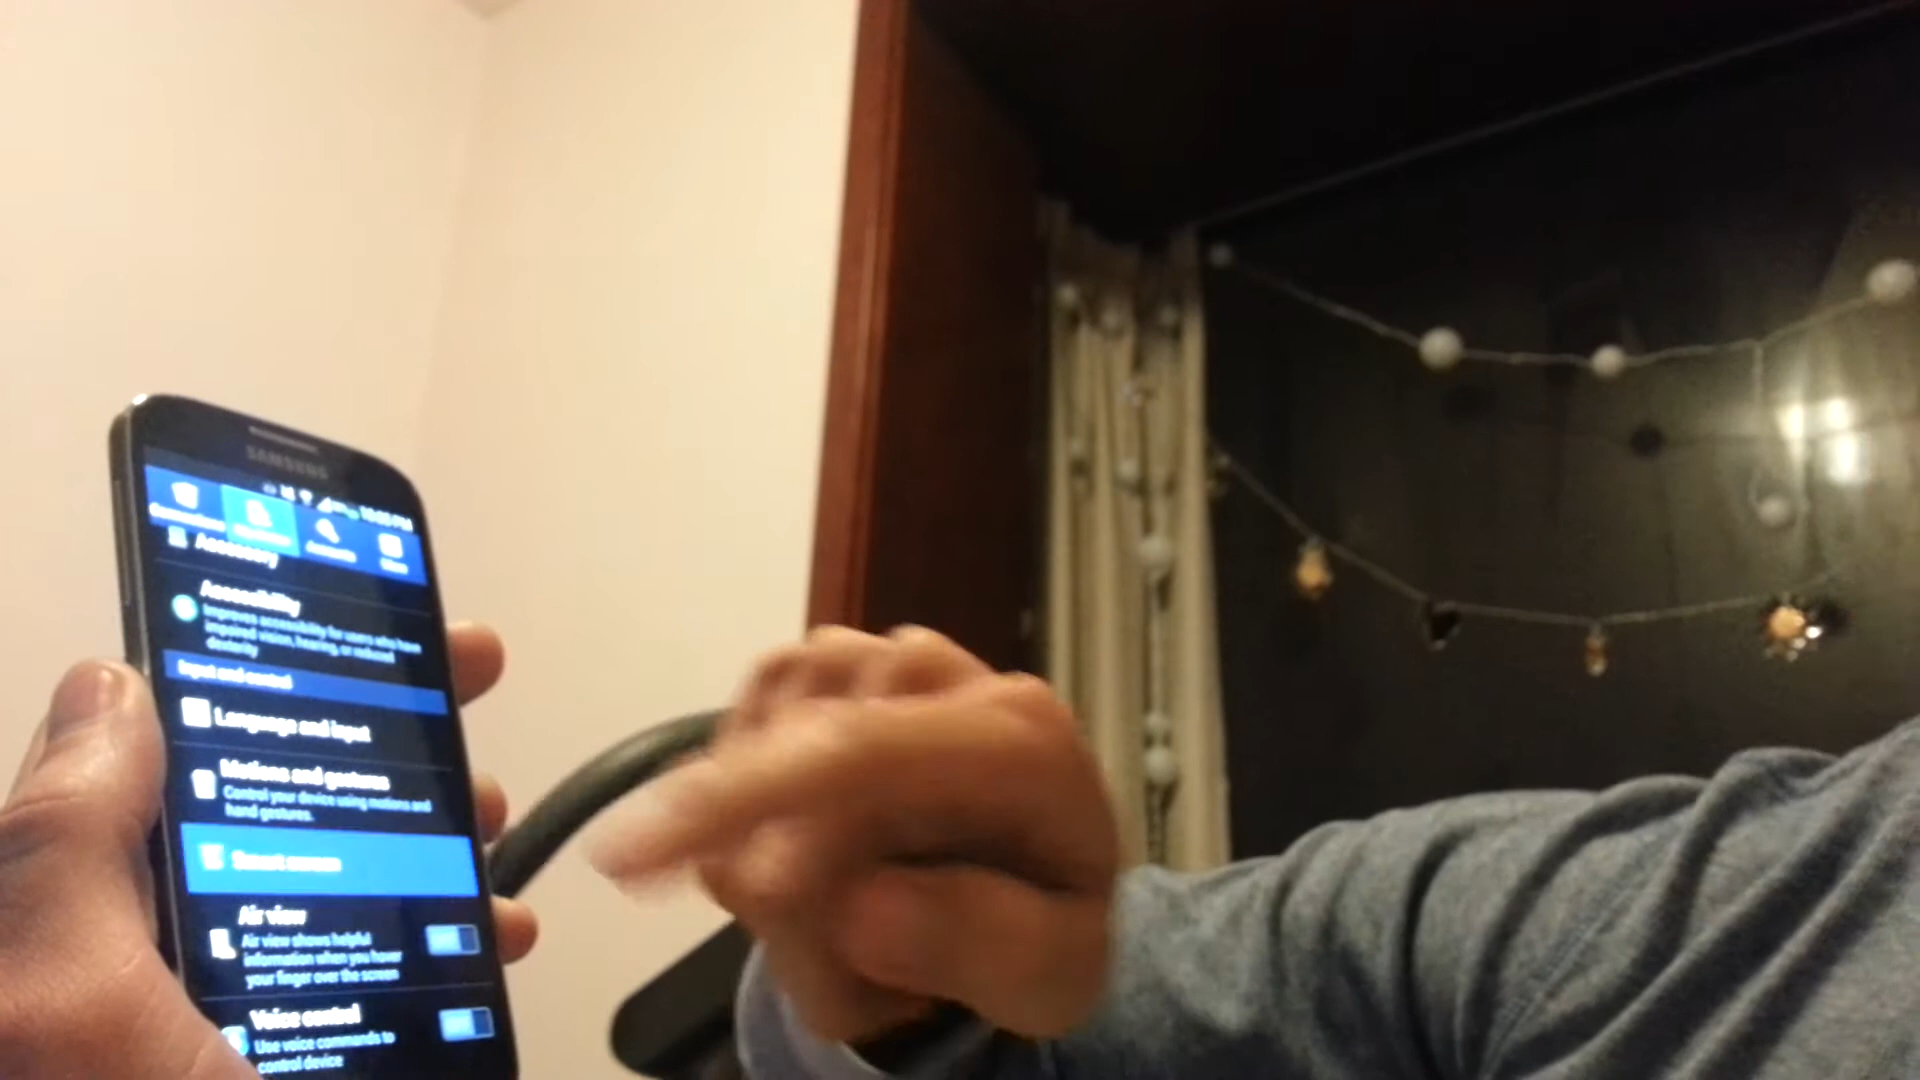 SAMSUNG
Accessory
Accessibility
Improves accessibility for users who have
impaired vision, hearing, or reduced
dexterity
Input and control
Language and input
Motions and gestures
Control your device using motions and
hand gestures.
Smart screen
Air view
Air view shows helpful
information when you hover
your finger over the screen
Voice control
Use voice commands to
control device